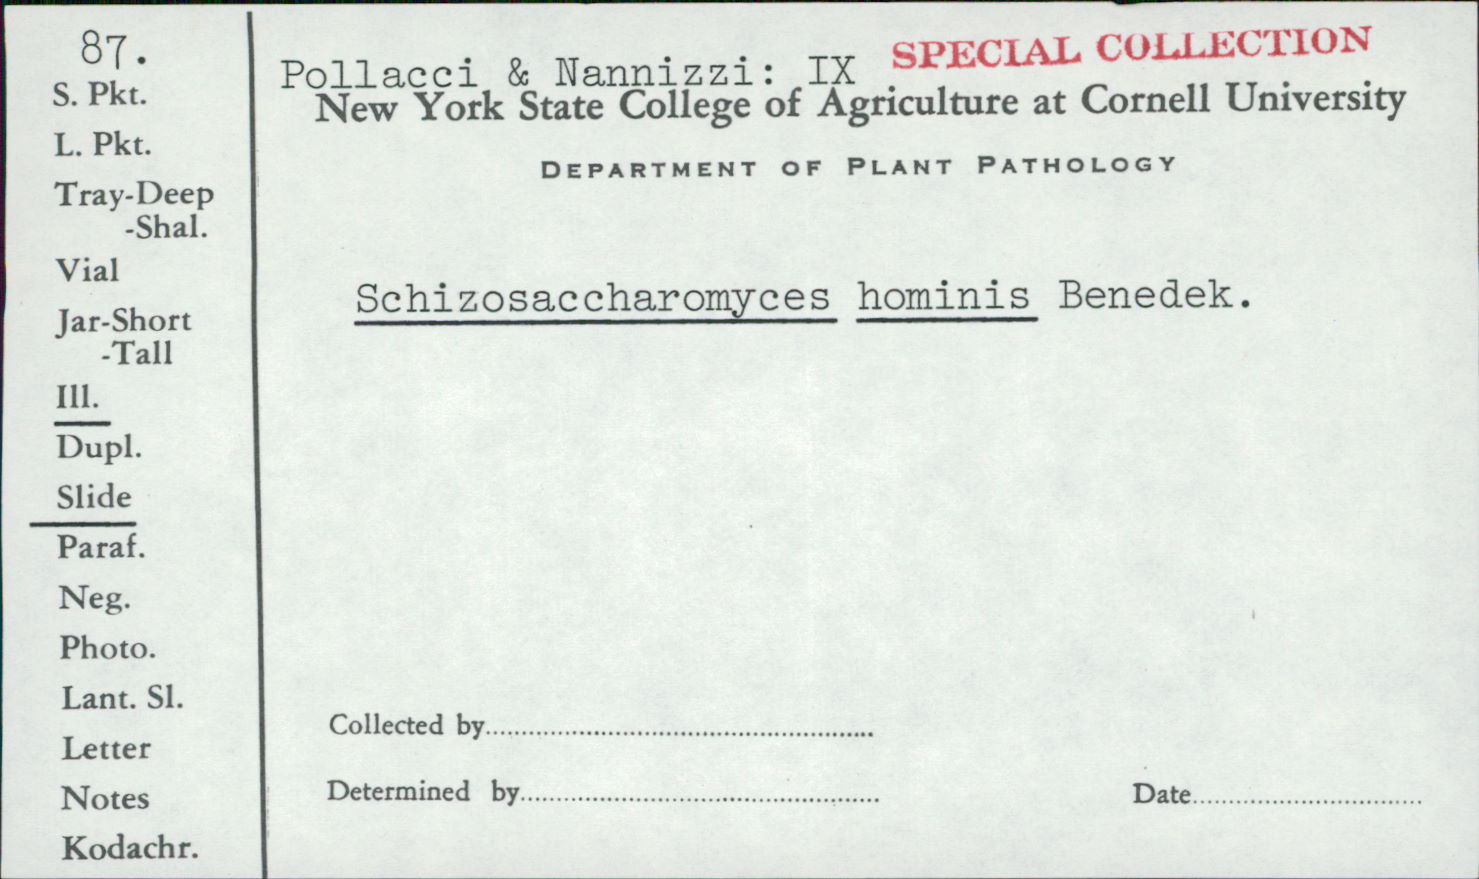 87.
S. Pkt.
L. Pkt.
Tray-Deep
-Shal.
Vial
Jar-Short
-Tall
Ill.
Dupl.
Slide
Paraf.
Neg.
Photo.
Lant. Sl.
Letter
Notes
Kodachr.
SPECIAL COLLECTION
Pollacci & Nannizzi: IX
New York State College of Agriculture at Cornell University
DEPARTMENT OF PLANT PATHOLOGY
Schizosaccharomyces hominis Benedek.
Collected by
Determined by
Date